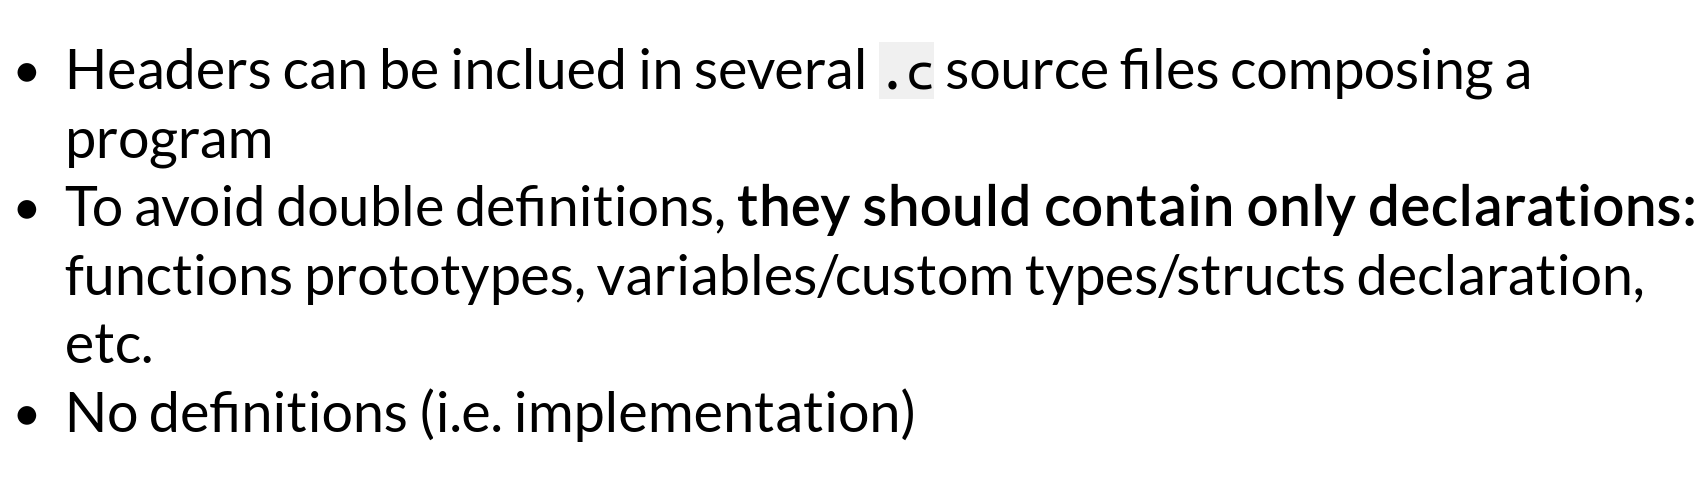 • Headers can be inclued in several .c source files composing a
program
• To avoid double definitions, they should contain only declarations:
functions prototypes, variables/custom types/structs declaration,
etc.
• No definitions (i.e. implementation)